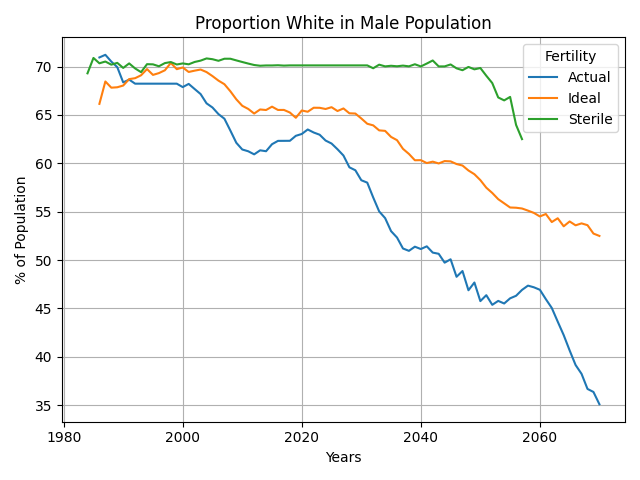 Proportion White in Male Population
% of Population
70
65
60
55
50
45
40
35
1980
2000
2020
2040
2060
Years
Fertility
Actual
Ideal
Sterile